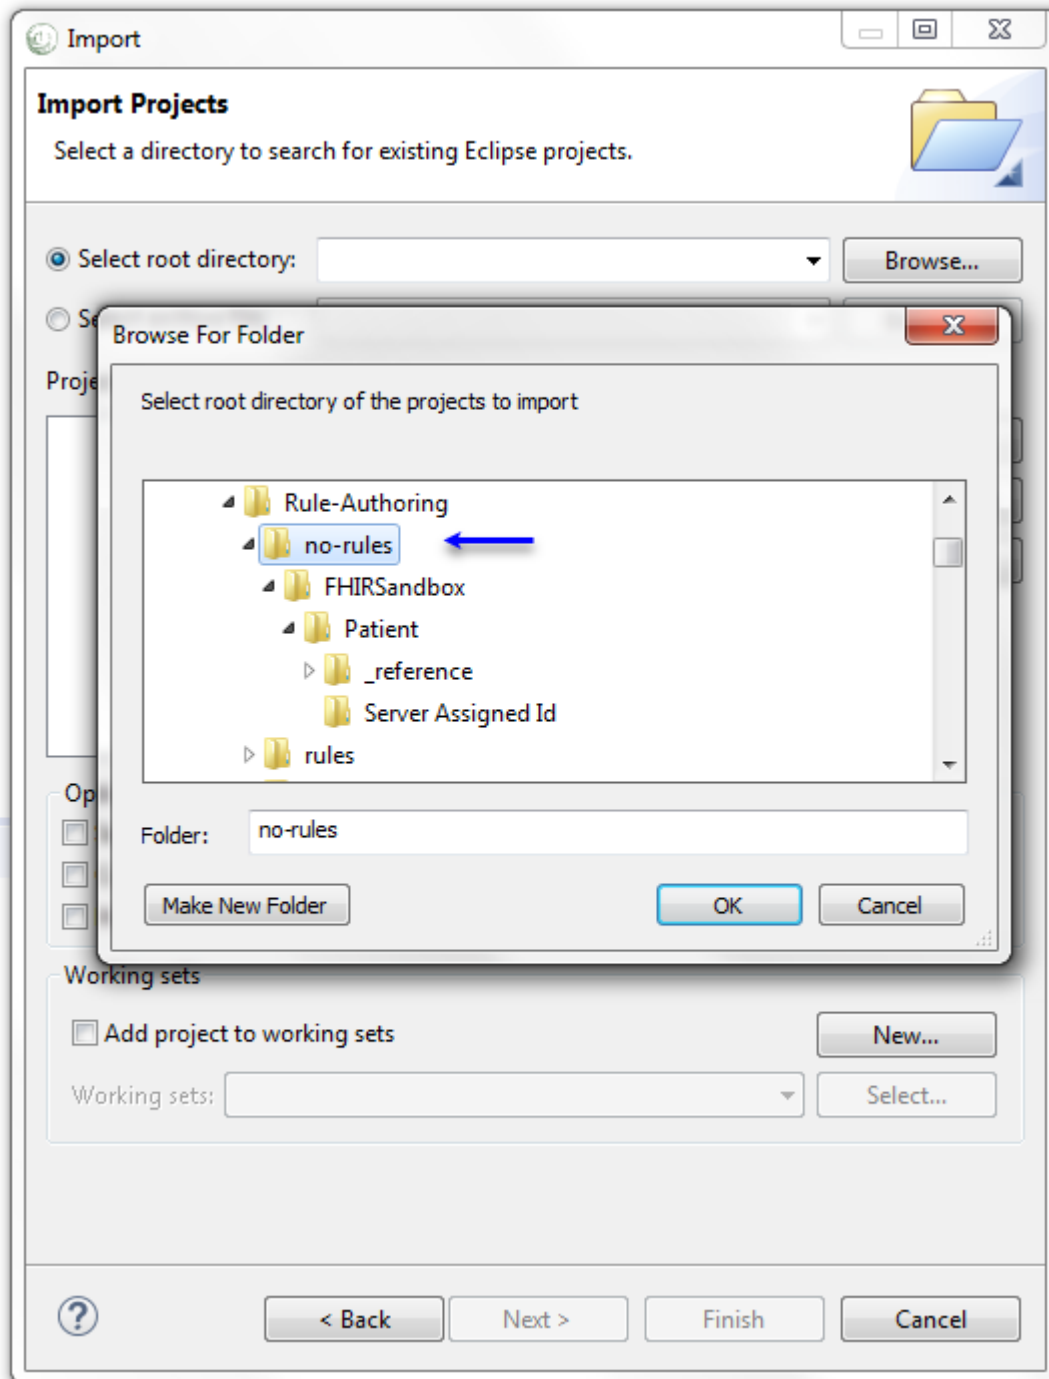 Import
Import Projects
Select a directory to search for existing Eclipse projects.
Select root directory:
Browse...
Browse For Folder
Select root directory of the projects to import
Rule-Authoring
no-rules
FHIRSandbox
Patient
_reference
Server Assigned Id
rules
Folder: no-rules
Make New Folder OK Cancel
Working sets
Add project to working sets New...
Working sets: Select...
< Back Next > Finish Cancel